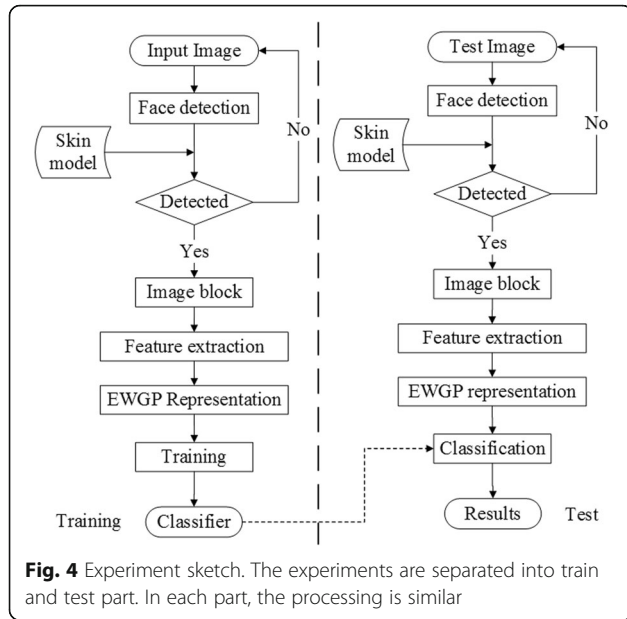 Input Image
Face detection
No
Skin
model
Detected
Yes
Image block
Feature extraction
EWGP Representation
Training
Training
Classifier
Test Image
Face detection
No
Skin
model
Detected
Yes
Image block
Feature extraction
EWGP representation
Classification
Results
Test
Fig. 4 Experiment sketch. The experiments are separated into train
and test part. In each part, the processing is similar